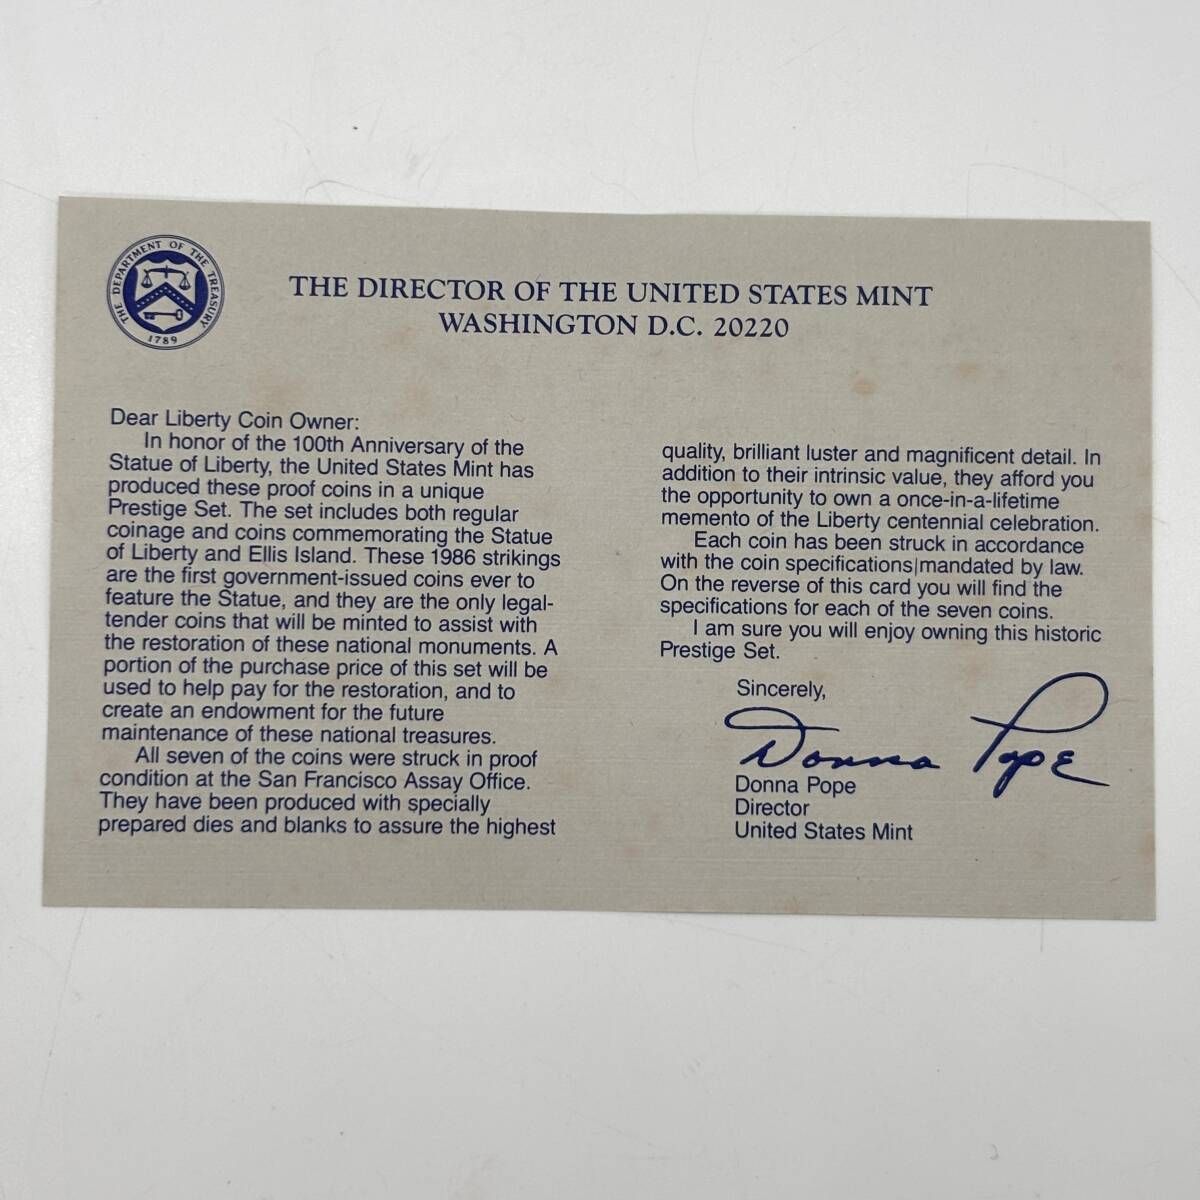 THE DEPARTMENT OF THE TREASURY
1789
THE DIRECTOR OF THE UNITED STATES MINT
WASHINGTON D.C. 20220
Dear Liberty Coin Owner:
In honor of the 100th Anniversary of the
Statue of Liberty, the United States Mint has
produced these proof coins in a unique
Prestige Set. The set includes both regular
coinage and coins commemorating the Statue
of Liberty and Ellis Island. These 1986 strikings
are the first government-issued coins ever to
feature the Statue, and they are the only legal-
tender coins that will be minted to assist with
the restoration of these national monuments. A
portion of the purchase price of this set will be
used to help pay for the restoration, and to
create an endowment for the future
maintenance of these national treasures.
All seven of the coins were struck in proof
condition at the San Francisco Assay Office.
They have been produced with specially
prepared dies and blanks to assure the highest
quality, brilliant luster and magnificent detail. In
addition to their intrinsic value, they afford you
the opportunity to own a once-in-a-lifetime
memento of the Liberty centennial celebration.
Each coin has been struck in accordance
with the coin specifications|mandated by law.
On the reverse of this card you will find the
specifications for each of the seven coins.
I am sure you will enjoy owning this historic
Prestige Set.
Sincerely,
Donna Pope
Donna Pope
Director
United States Mint